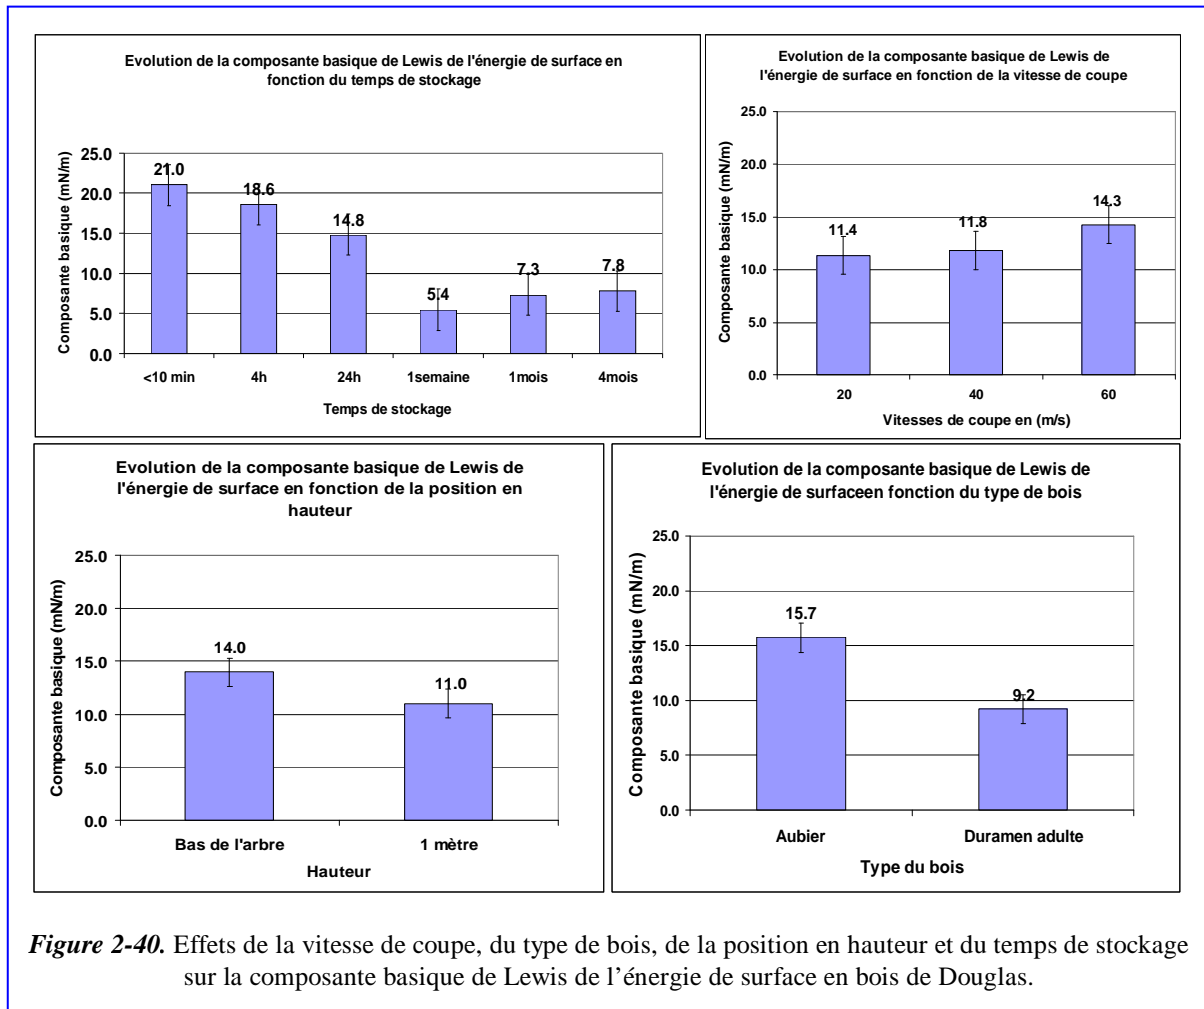 Evolution de la composante basique de Lewis de l'énergie de surface en
fonction du temps de stockage
Composante basique (mN/m)
25.0
20.0
15.0
10.0
5.0
0.0
21.0
18.6
14.8
5.4
7.3
7.8
<10 min
4h
24h
1semaine
1mois
4mois
Temps de stockage
Evolution de la composante basique de Lewis de
l'énergie de surface en fonction de la vitesse de coupe
Composante basique (mN/m)
25.0
20.0
15.0
10.0
5.0
0.0
11.4
11.8
14.3
20
40
60
Vitesses de coupe en (m/s)
Evolution de la composante basique de Lewis de
l'énergie de surface en fonction de la position en
hauteur
Composante basique (mN/m)
25.0
20.0
15.0
10.0
5.0
0.0
14.0
11.0
Bas de l'arbre
1 mètre
Hauteur
Evolution de la composante basique de Lewis de
l'énergie de surfaceen fonction du type de bois
Composante basique (mN/m)
25.0
20.0
15.0
10.0
5.0
0.0
15.7
9.2
Aubier
Duramen adulte
Type du bois
Figure 2-40. Effets de la vitesse de coupe, du type de bois, de la position en hauteur et du temps de stockage
sur la composante basique de Lewis de l’énergie de surface en bois de Douglas.